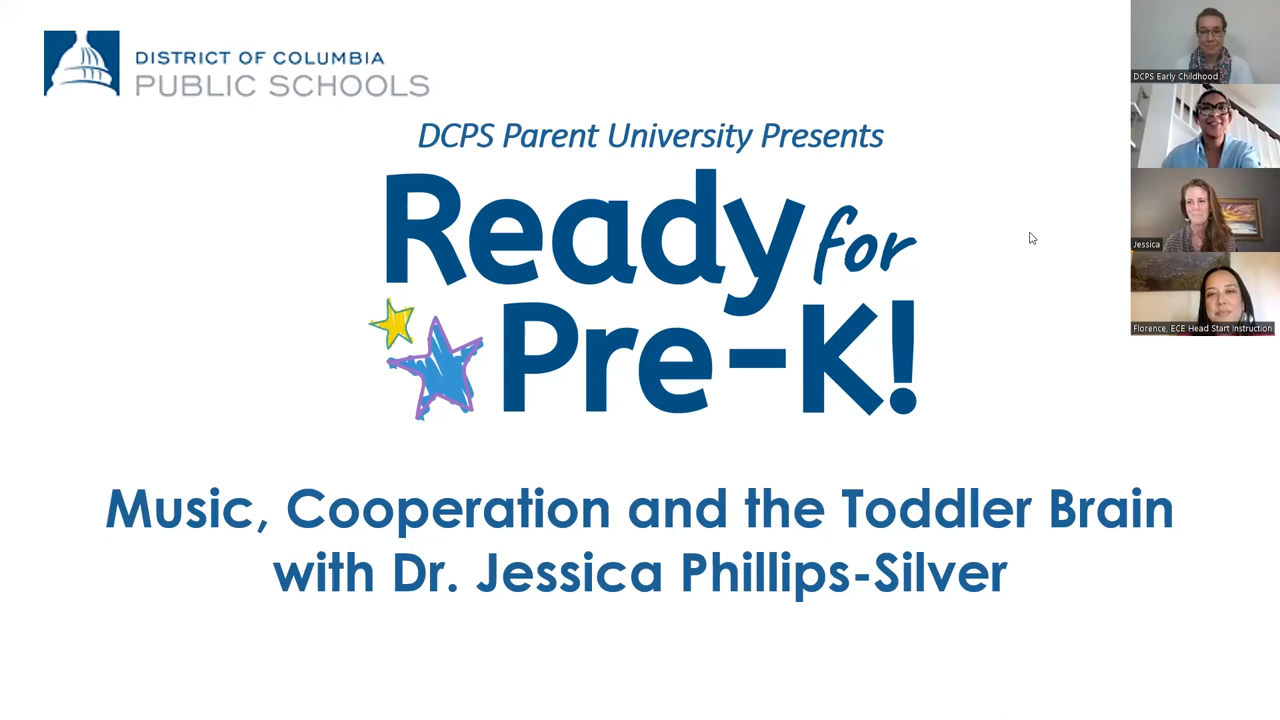 DISTRICT OF COLUMBIA
PUBLIC SCHOOLS
DCPS Parent University Presents
Ready for
Pre-K!
Music, Cooperation and the Toddler Brain
with Dr. Jessica Phillips-Silver
DCPS Early Childhood
Jessica
Florence, ECE Head Start Instruction